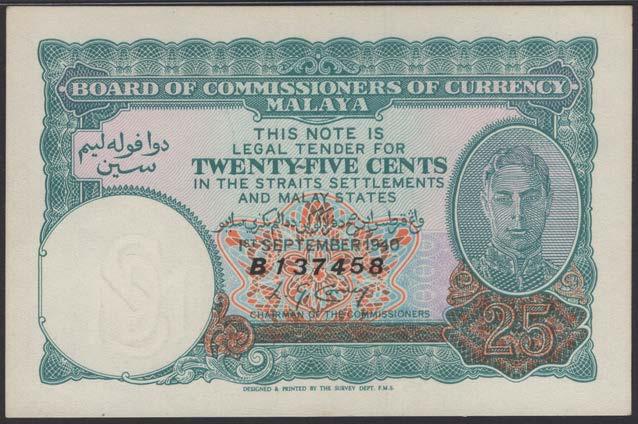 BOARD OF COMMISSIONERS OF CURRENCY
MALAYA
THIS NOTE IS
LEGAL TENDER FOR
TWENTY-FIVE CENTS
IN THE STRAITS SETTLEMENTS
AND MALAY STATES
دوا ڤوله ليم
سين
1ST SEPTEMBER 1940
B 137458
CHAIRMAN OF THE COMMISSIONERS
25
DESIGNED & PRINTED BY THE SURVEY DEPT. F.M.S.